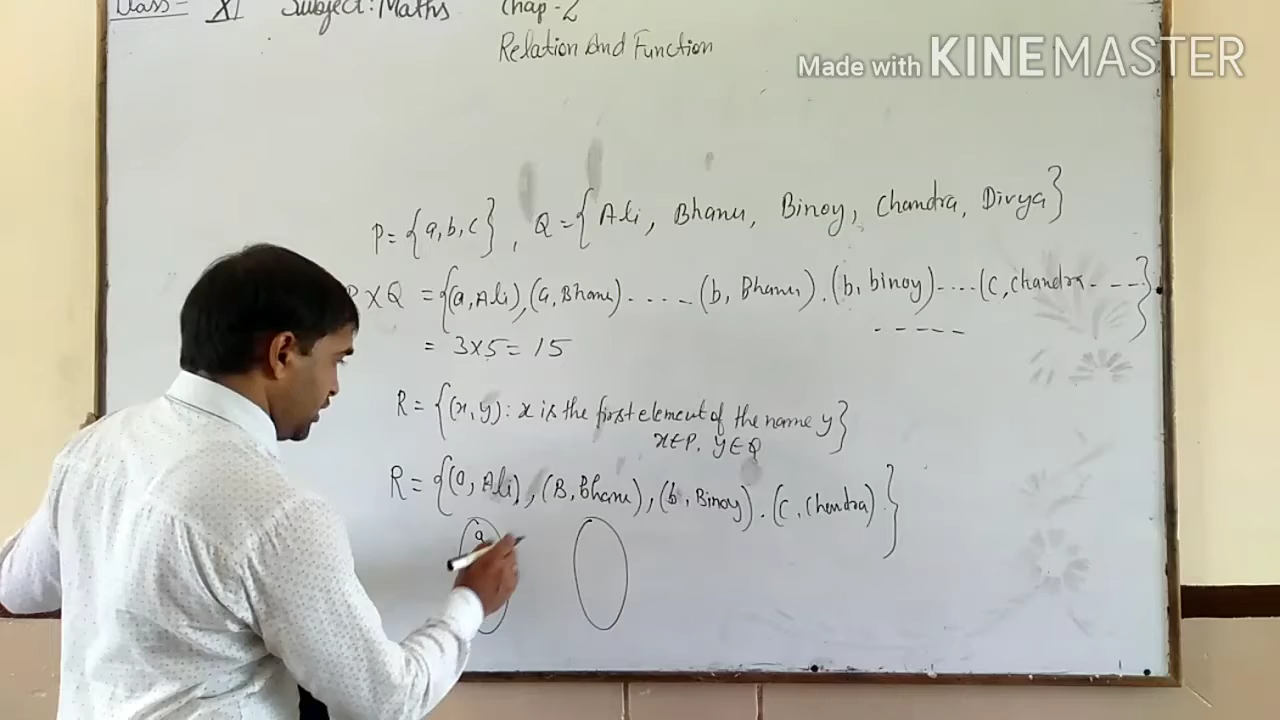 Class - XI Subject: Maths Chap-2
Relation And Function
Made with KINEMASTER
P = {a, b, c}, Q = {Ali, Bhanu, Binoy, Chandra, Divya}
P X Q = {(a, Ali), (a, Bhanu) ..... (b, Bhanu), (b, binoy) .... (c, chandra - - - }
- - - - -
= 3x5 = 15
R = {(x, y) : x is the first element of the name y}
x∈P, y∈Q
R = {(a, Ali), (B, Bhanu), (b, Binoy), (c, Chandra)}
a